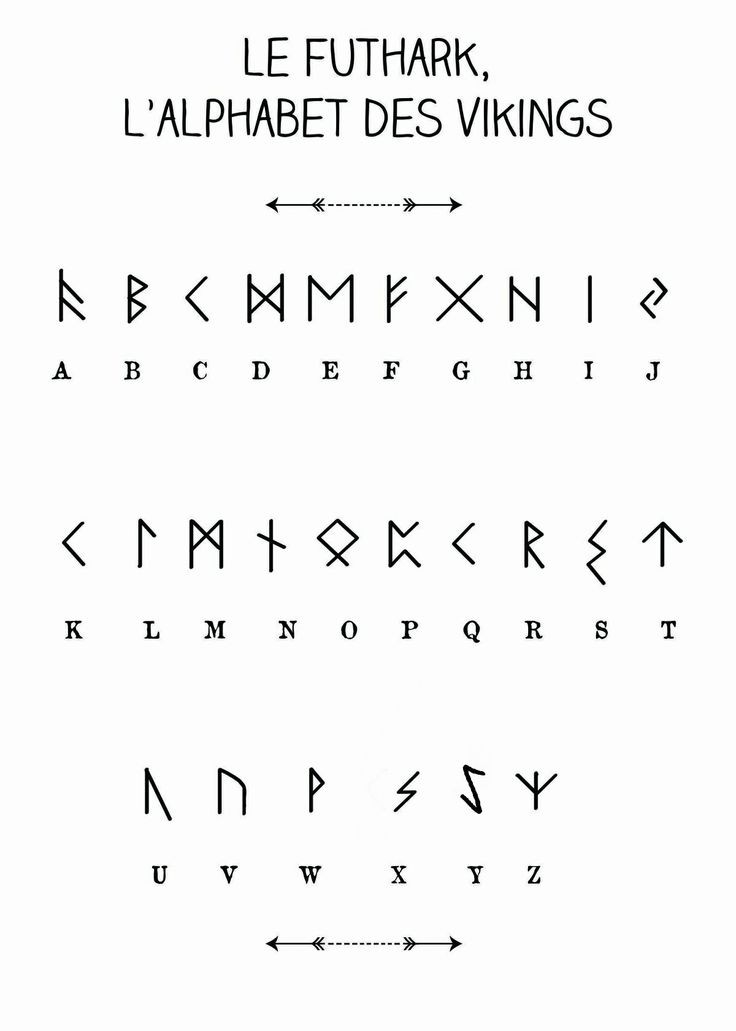 LE FUTHARK,
L'ALPHABET DES VIKINGS
ᚨ ᛒ ᚲ ᛞ ᛖ ᚠ ᚷ ᚺ ᛁ ᛃ
A B C D E F G H I J
ᚲ ᛚ ᛗ ᚾ ᛟ ᛈ ᚲ ᚱ ᛊ ᛏ
K L M N O P Q R S T
ᚢ ᚢ ᚹ ᛋ ᛇ ᛉ
U V W X Y Z